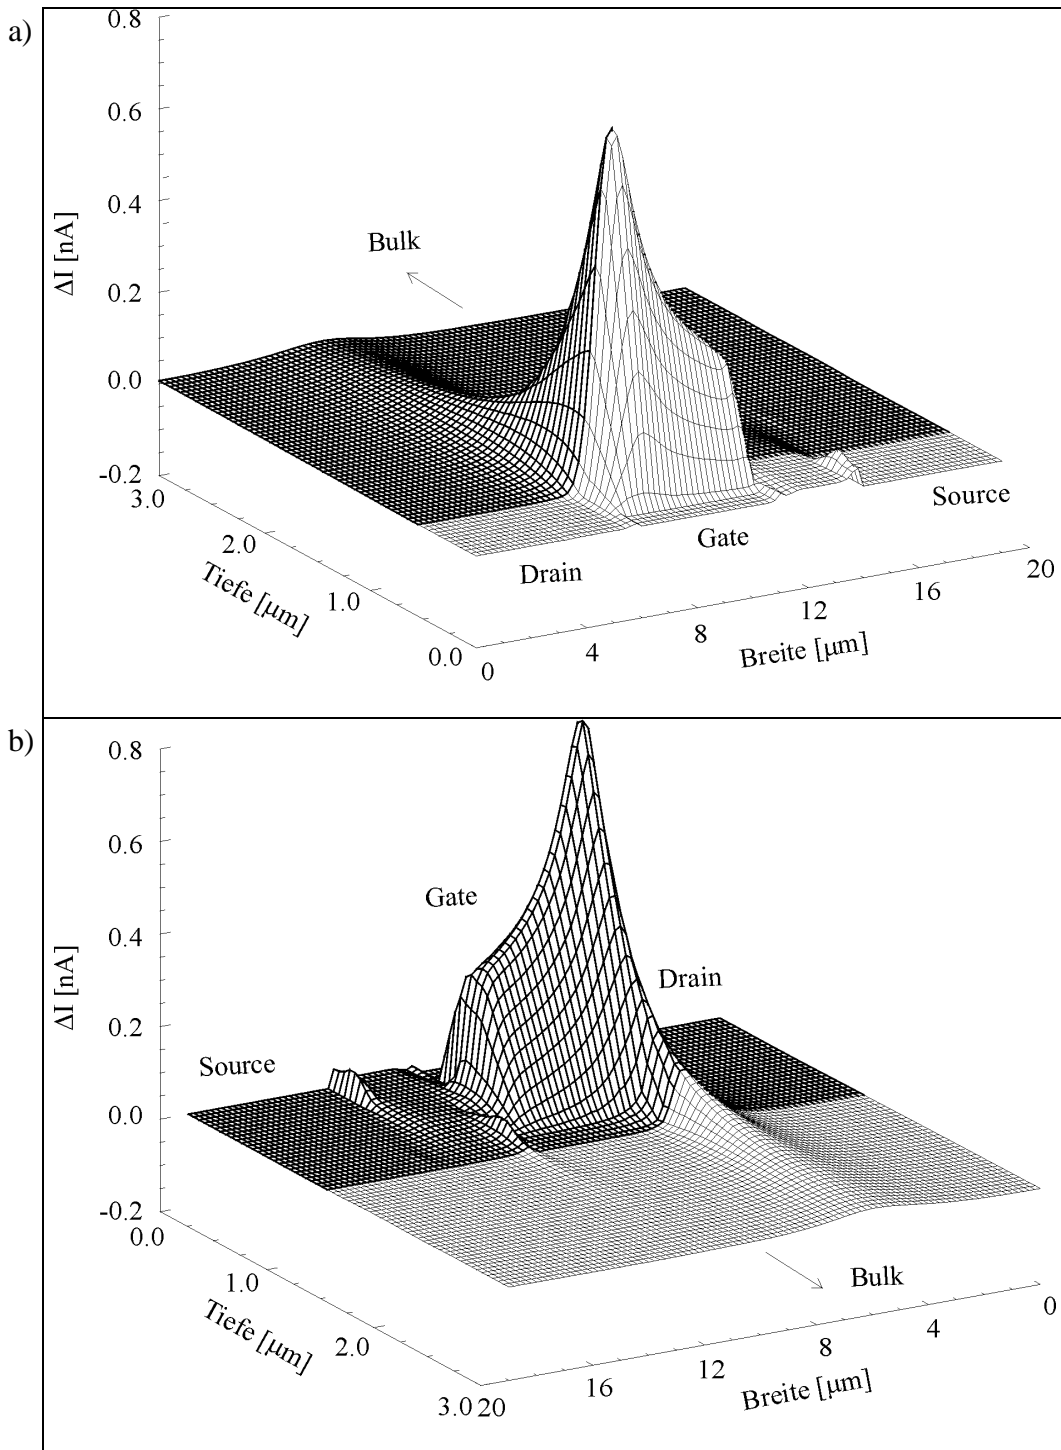 a)
0.8
0.6
0.4
0.2
0.0
-0.2
ΔI [nA]
Bulk
3.0
2.0
1.0
0.0
Tiefe [μm]
Drain
Gate
Source
0
4
8
12
16
20
Breite [μm]
b)
0.8
0.6
0.4
0.2
0.0
-0.2
ΔI [nA]
Gate
Drain
Source
0.0
1.0
2.0
3.0
Tiefe [μm]
Bulk
20
16
12
8
4
0
Breite [μm]